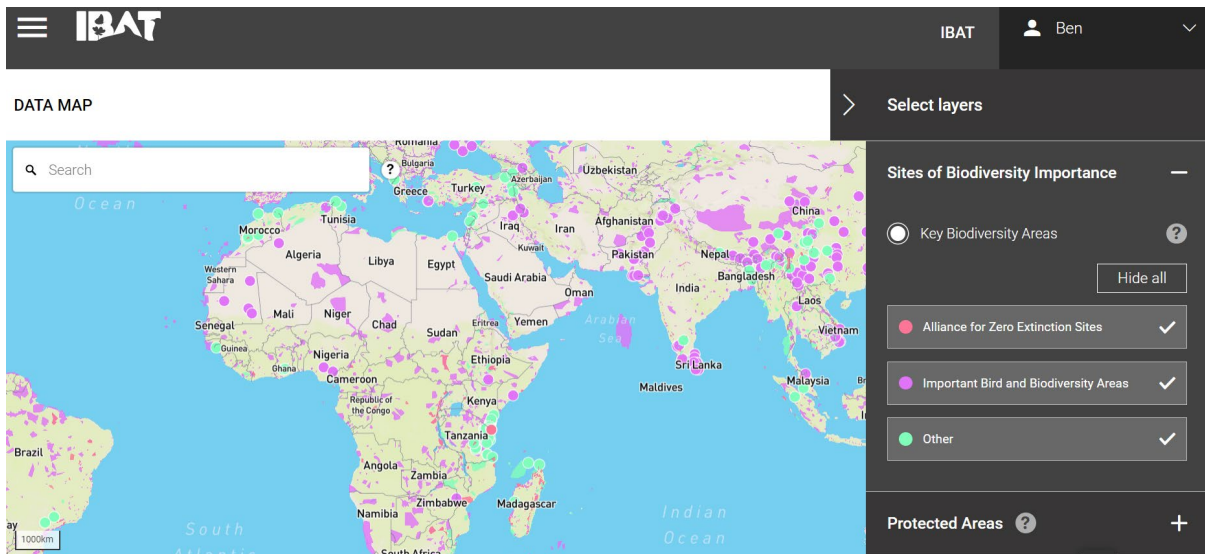 IBAT
IBAT
Ben
DATA MAP
Select layers
Search
?
Romania
Bulgaria
Greece
Turkey
Azerbaijan
Uzbekistan
Ocean
Morocco
Tunisia
Iraq
Iran
Afghanistan
China
Algeria
Libya
Egypt
Kuwait
Pakistan
Nepal
Western
Sahara
Saudi Arabia
Bangladesh
Oman
India
Laos
Mali
Niger
Chad
Sudan
Eritrea
Yemen
Arabian
Sea
Senegal
Vietnam
Guinea
Ghana
Nigeria
Ethiopia
Sri Lanka
Cameroon
Maldives
Malaysia
Republic of
the Congo
Kenya
Tanzania
Brazil
Angola
Zambia
Zimbabwe
Madagascar
Namibia
Indian
Ocean
South
Atlantic
South Africa
1000km
Sites of Biodiversity Importance
Key Biodiversity Areas
?
Hide all
Alliance for Zero Extinction Sites
Important Bird and Biodiversity Areas
Other
Protected Areas ?